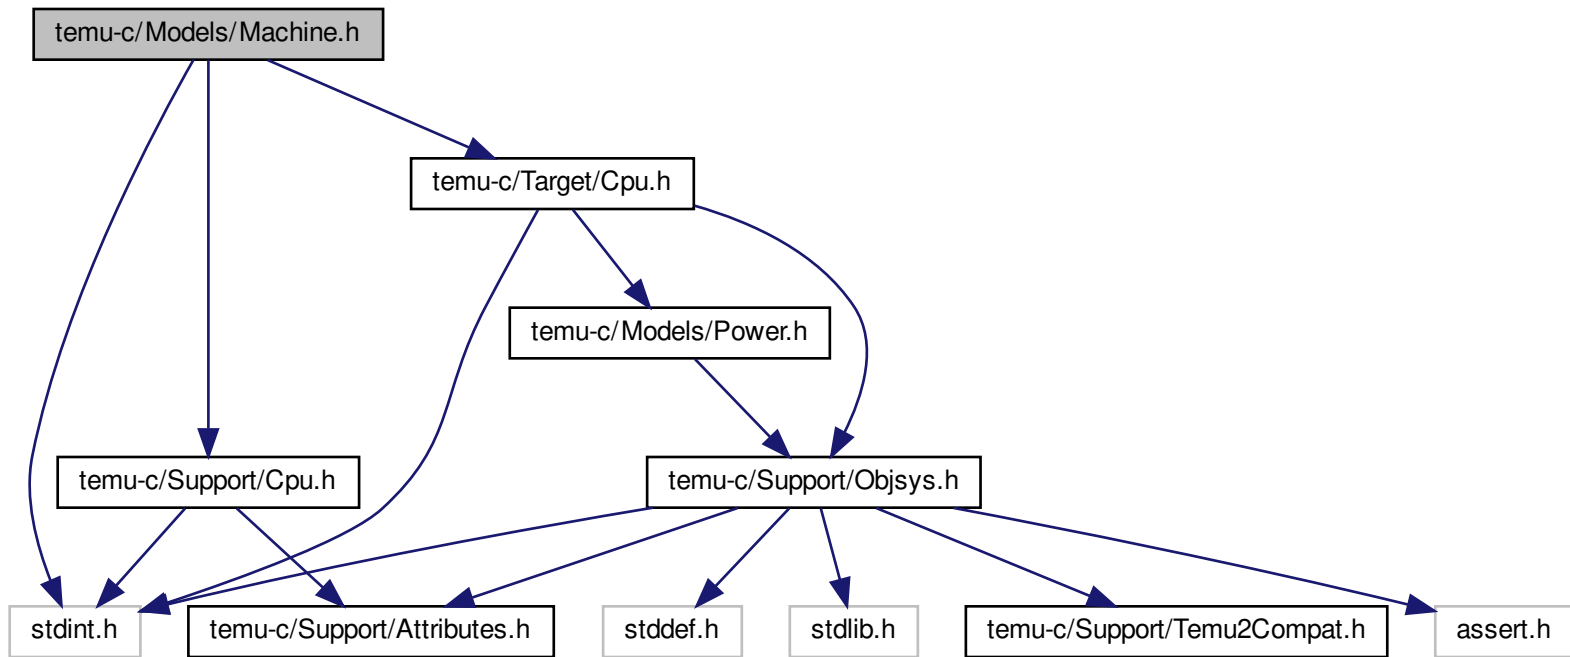 temu-c/Models/Machine.h
temu-c/Target/Cpu.h
temu-c/Models/Power.h
temu-c/Support/Cpu.h
temu-c/Support/Objsys.h
stdint.h
temu-c/Support/Attributes.h
stddef.h
stdlib.h
temu-c/Support/Temu2Compat.h
assert.h